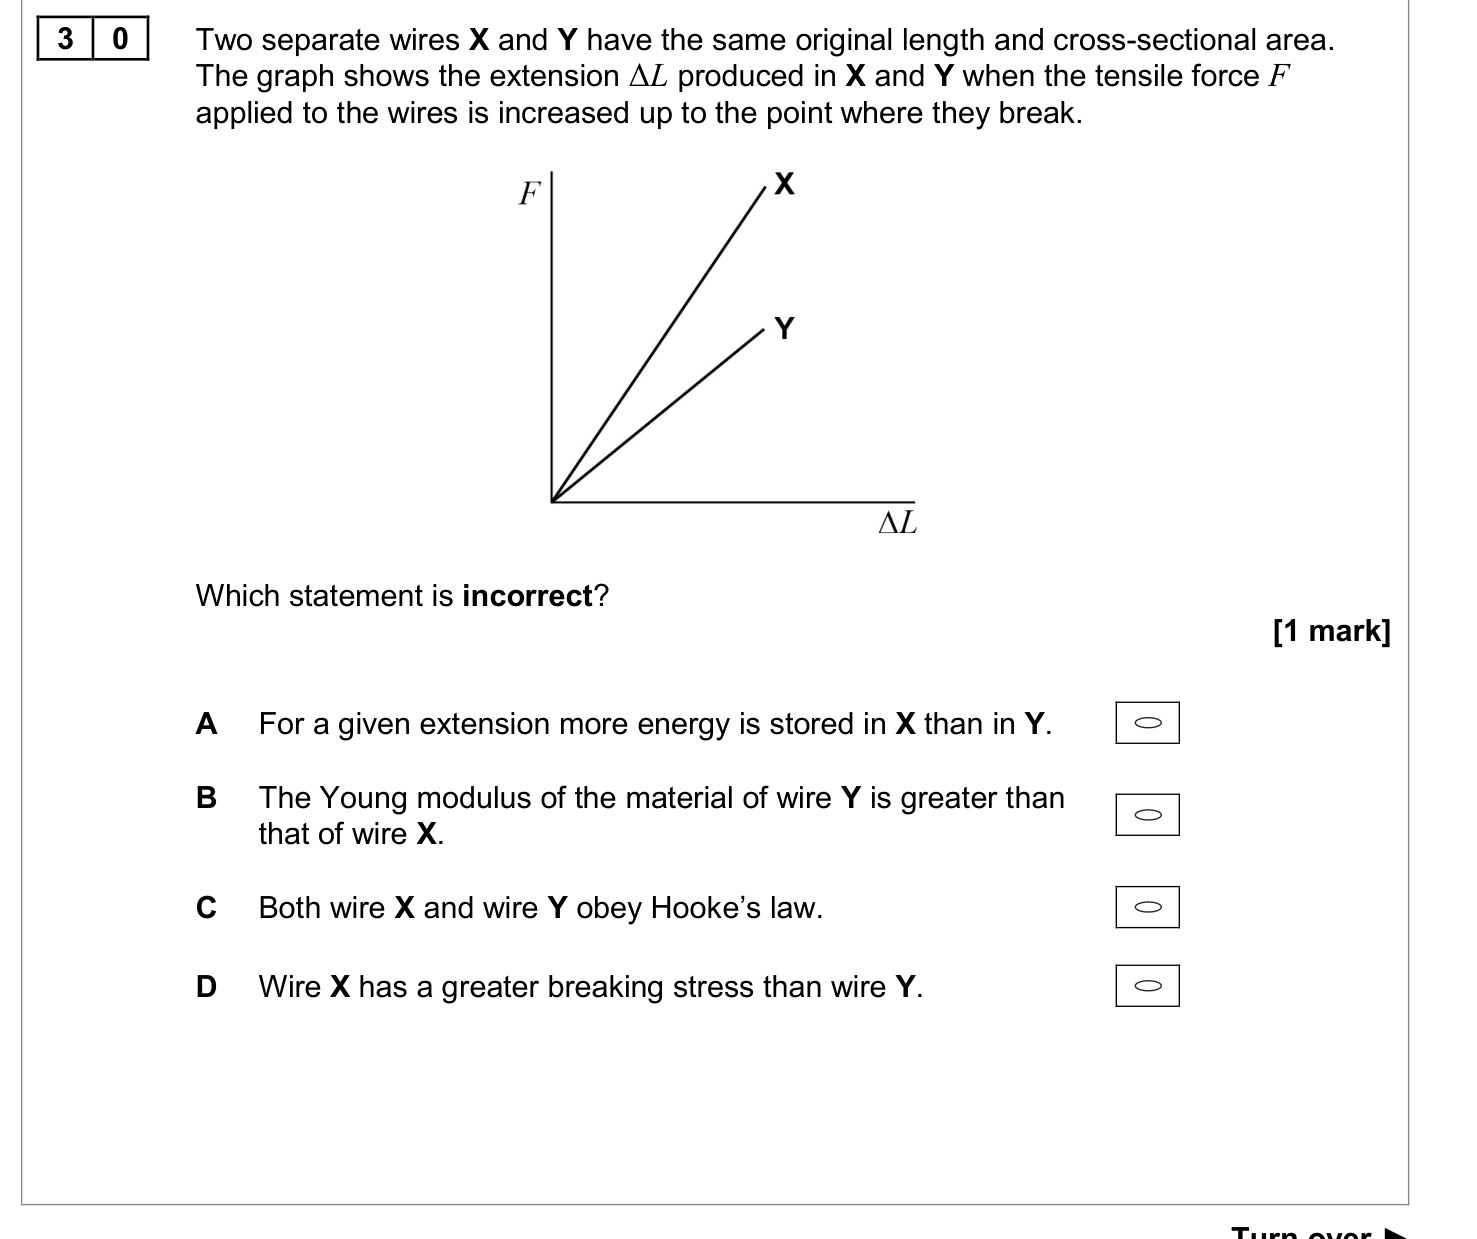 3 0
Two separate wires X and Y have the same original length and cross-sectional area.
The graph shows the extension ΔL produced in X and Y when the tensile force F
applied to the wires is increased up to the point where they break.
F
X
Y
ΔL
Which statement is incorrect?
[1 mark]
A For a given extension more energy is stored in X than in Y.
B The Young modulus of the material of wire Y is greater than
that of wire X.
C Both wire X and wire Y obey Hooke’s law.
D Wire X has a greater breaking stress than wire Y.
Turn over ►